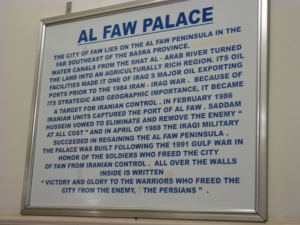 AL FAW PALACE
THE CITY OF FAW LIES ON THE AL FAW PENINSULA IN THE
FAR SOUTHEAST OF THE BASRA PROVINCE.
WATER CANALS FROM THE SHAT AL - ARAB RIVER TURNED
THE LAND INTO AN AGRICULTURALLY RICH REGION. ITS OIL
FACILITIES MADE IT ONE OF IRAQ'S MAJOR OIL EXPORTING
PORTS PRIOR TO THE 1984 IRAN - IRAQ WAR . BECAUSE OF
ITS STRATEGIC AND GEOGRAPHIC IMPORTANCE, IT BECAME
A TARGET FOR IRANIAN CONTROL . IN FEBRUARY 1986
IRANIAN UNITS CAPTURED THE PORT OF AL FAW . SADDAM
HUSSEIN VOWED TO ELIMINATE AND REMOVE THE ENEMY "
AT ALL COST " AND IN APRIL OF 1988 THE IRAQI MILITARY
SUCCEEDED IN REGAINING THE AL FAW PENINSULA .
THE PALACE WAS BUILT FOLLOWING THE 1991 GULF WAR IN
HONOR OF THE SOLDIERS WHO FREED THE CITY
OF FAW FROM IRANIAN CONTROL . ALL OVER THE WALLS
INSIDE IS WRITTEN
" VICTORY AND GLORY TO THE WARRIORS WHO FREED THE
CITY FROM THE ENEMY, THE PERSIANS " .